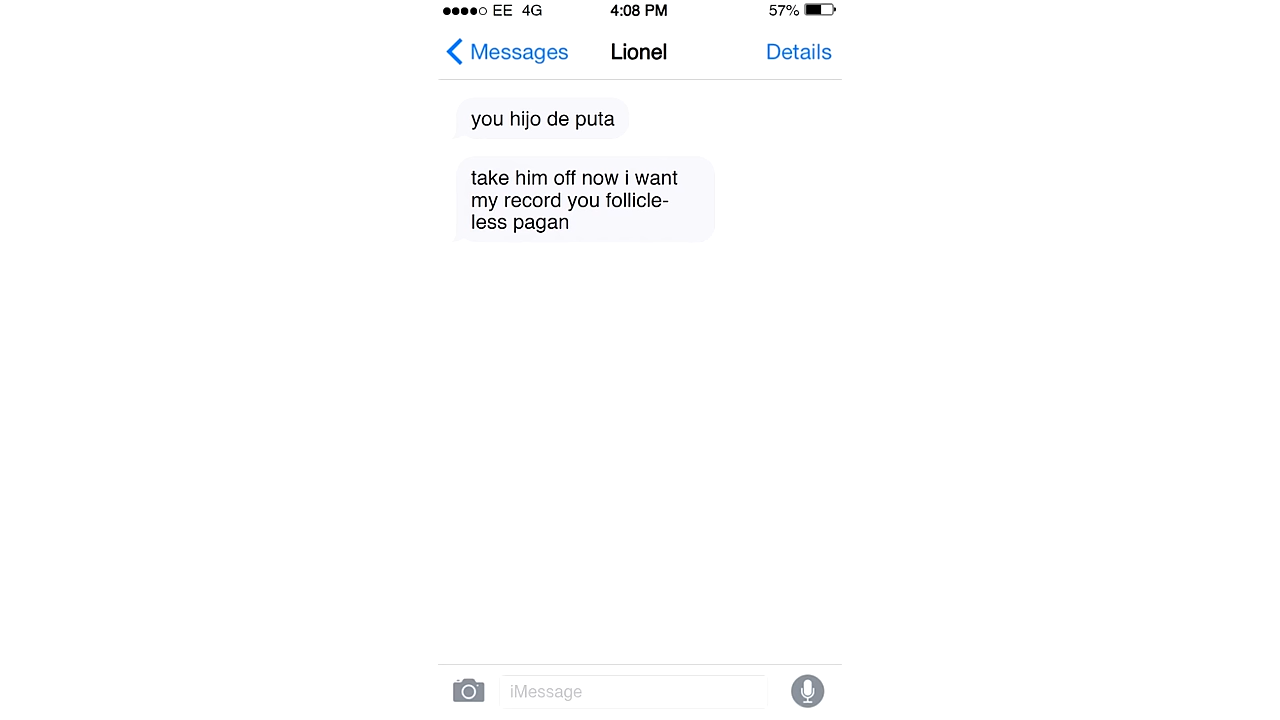 EE 4G 4:08 PM 57%
Messages Lionel Details
you hijo de puta
take him off now i want
my record you follicle-
less pagan
iMessage